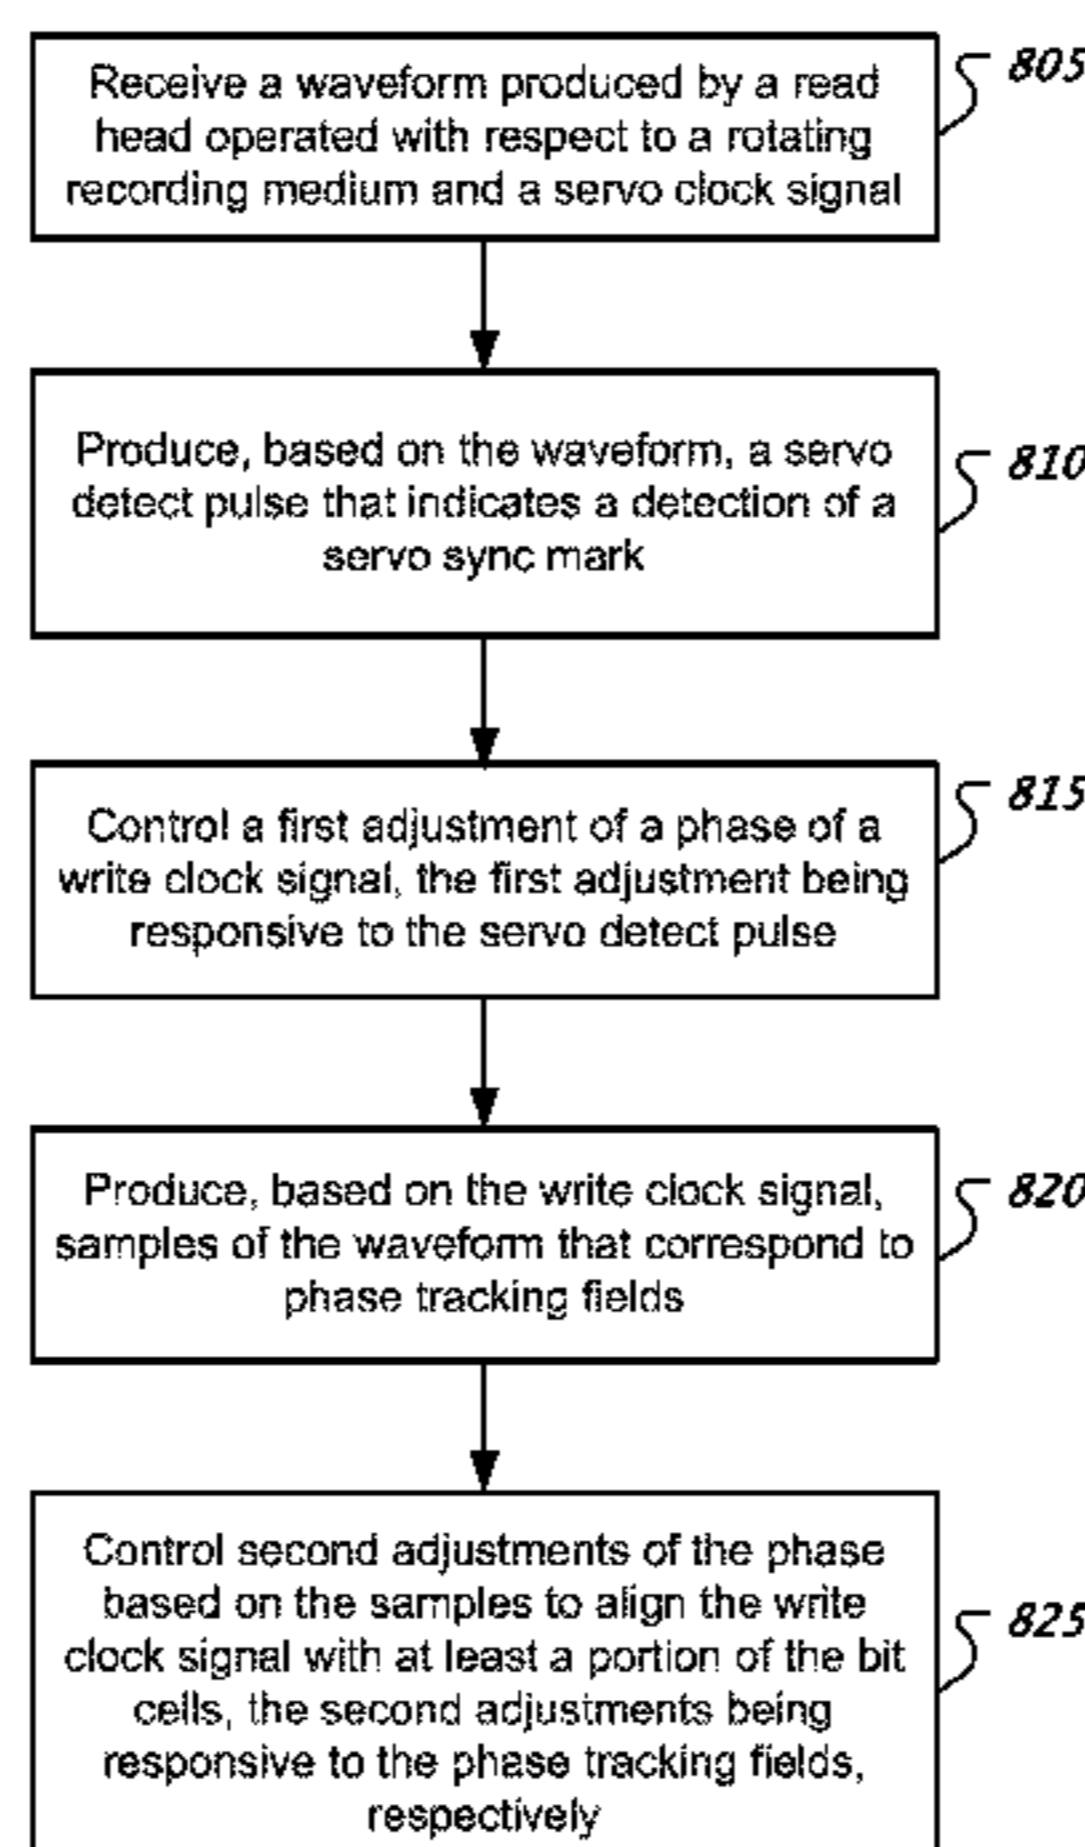 Receive a waveform produced by a read
head operated with respect to a rotating
recording medium and a servo clock signal
805
Produce, based on the waveform, a servo
detect pulse that indicates a detection of a
servo sync mark
810
Control a first adjustment of a phase of a
write clock signal, the first adjustment being
responsive to the servo detect pulse
815
Produce, based on the write clock signal,
samples of the waveform that correspond to
phase tracking fields
820
Control second adjustments of the phase
based on the samples to align the write
clock signal with at least a portion of the bit
cells, the second adjustments being
responsive to the phase tracking fields,
respectively
825